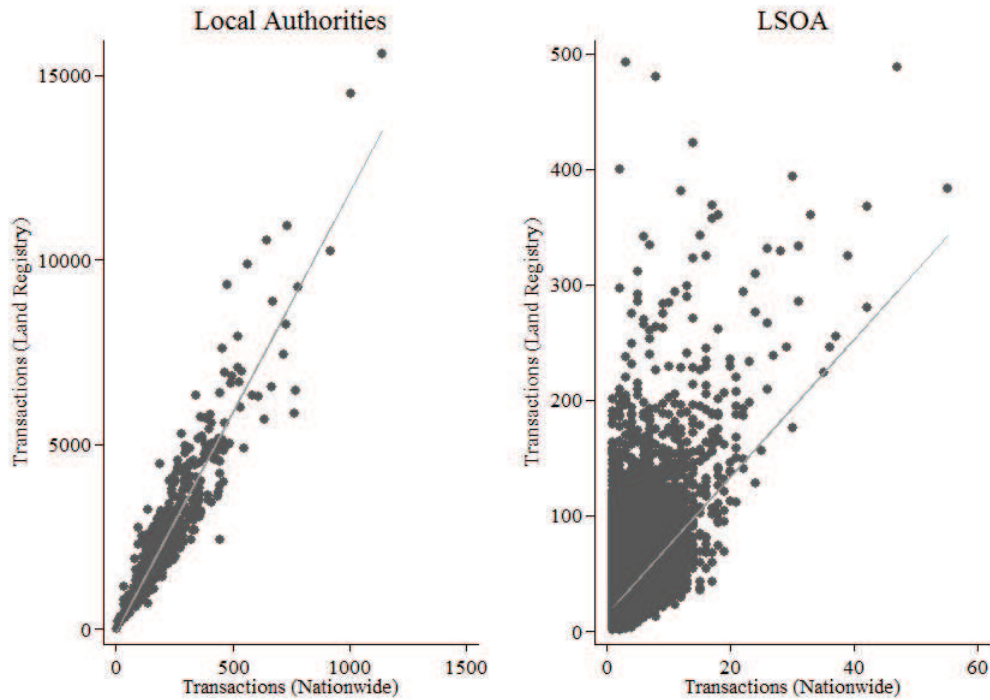 Local Authorities
Transactions (Land Registry)
15000
10000
5000
0
0 500 1000 1500
Transactions (Nationwide)
LSOA
Transactions (Land Registry)
500
400
300
200
100
0
0 20 40 60
Transactions (Nationwide)